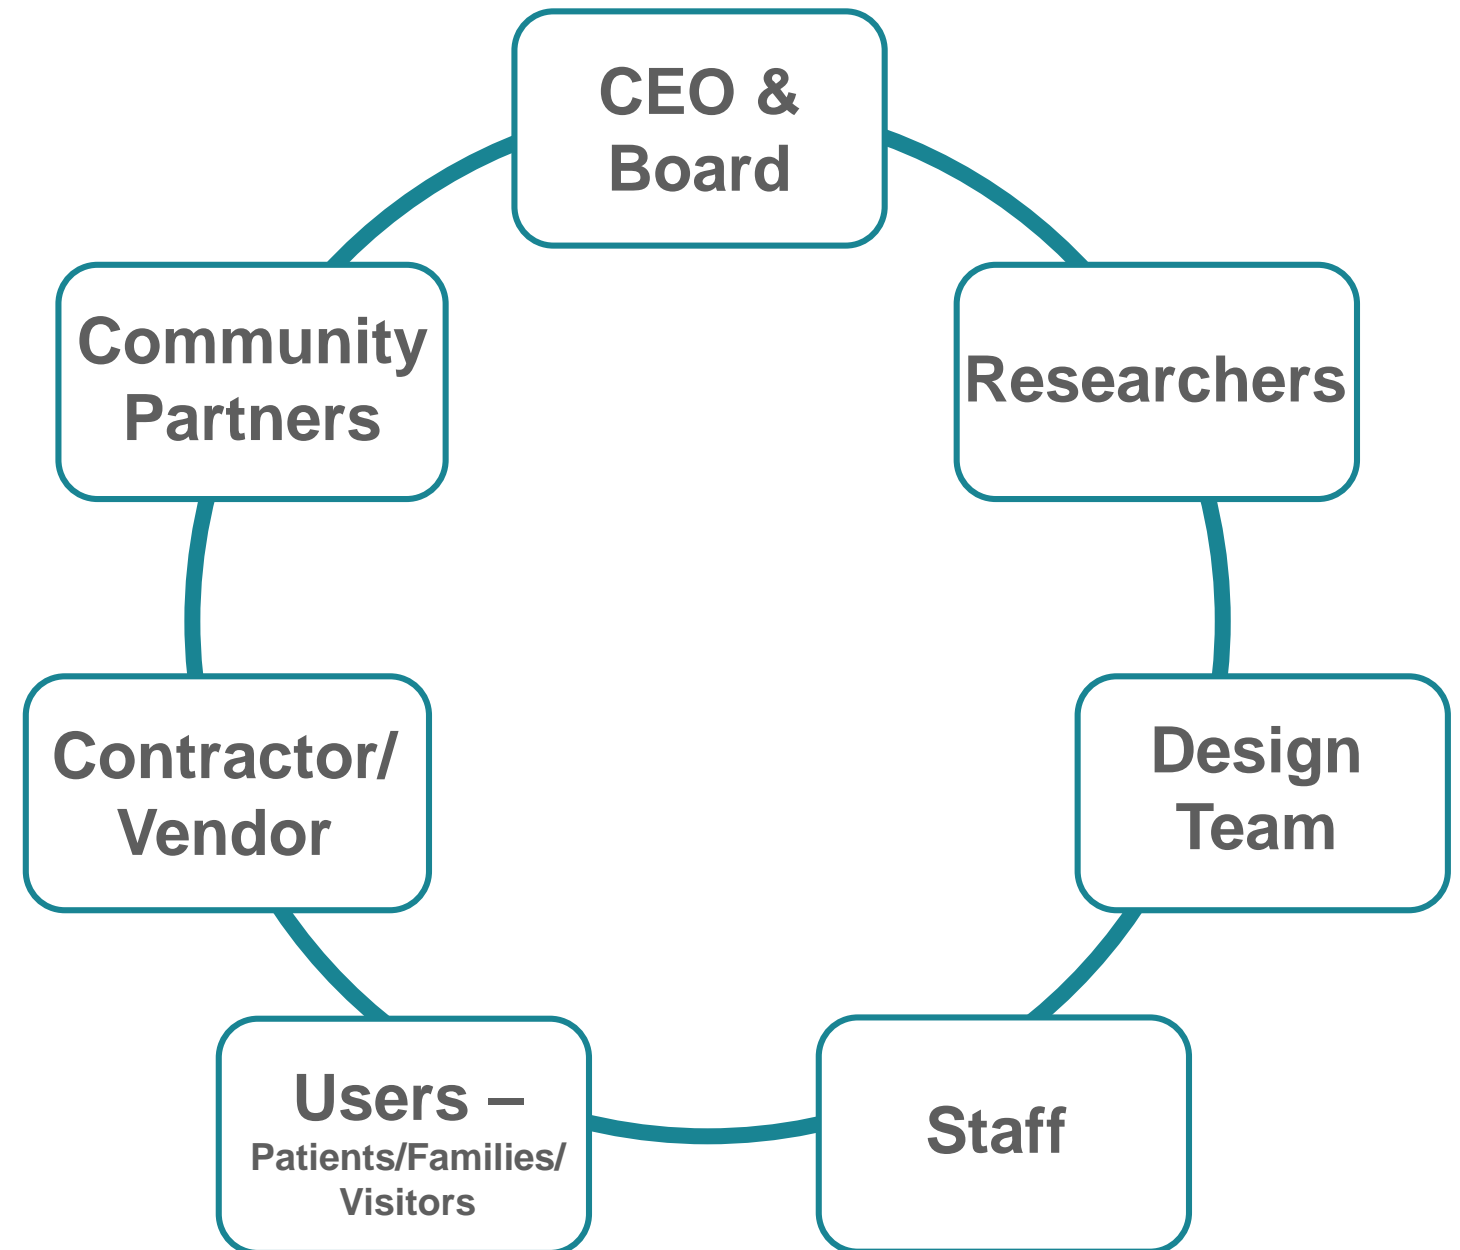 CEO &
Board
Researchers
Design
Team
Staff
Users –
Patients/Families/
Visitors
Contractor/
Vendor
Community
Partners